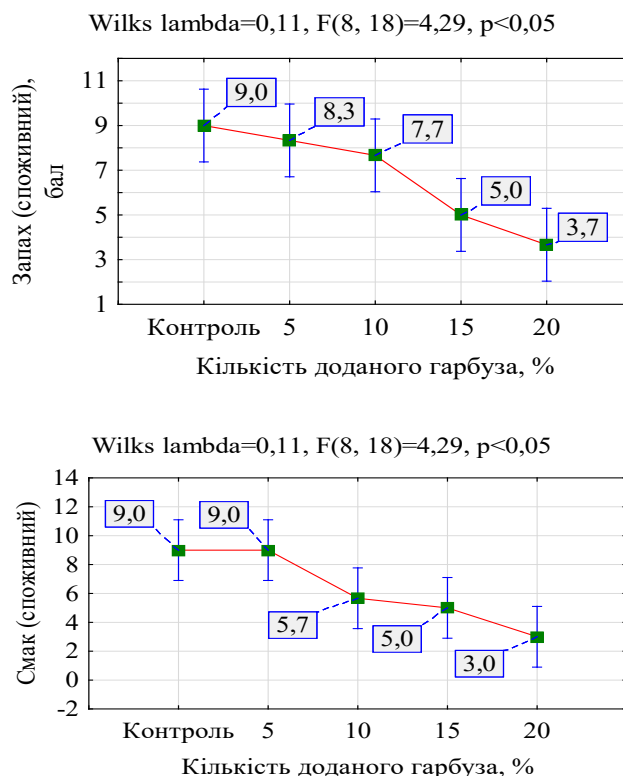 Wilks lambda=0,11, F(8, 18)=4,29, p<0,05
Запах (споживний),
бал
11
9
7
5
3
1
9,0
8,3
7,7
5,0
3,7
Контроль 5 10 15 20
Кількість доданого гарбуза, %
Wilks lambda=0,11, F(8, 18)=4,29, p<0,05
Смак (споживний)
14
12
10
8
6
4
2
0
-2
9,0
9,0
5,7
5,0
3,0
Контроль 5 10 15 20
Кількість доданого гарбуза, %